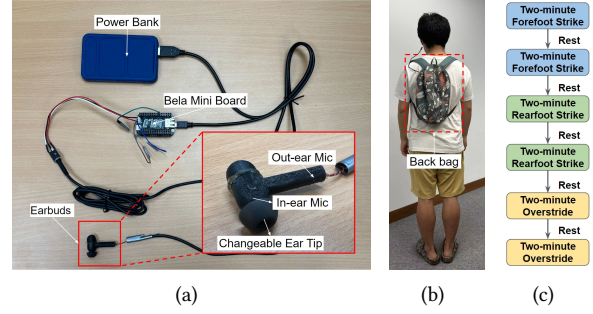 Power Bank
Bela Mini Board
Out-ear Mic
In-ear Mic
Earbuds
Changeable Ear Tip
(a)
Back bag
(b)
Two-minute
Forefoot Strike
Rest
Two-minute
Forefoot Strike
Rest
Two-minute
Rearfoot Strike
Rest
Two-minute
Rearfoot Strike
Rest
Two-minute
Overstride
Rest
Two-minute
Overstride
(c)